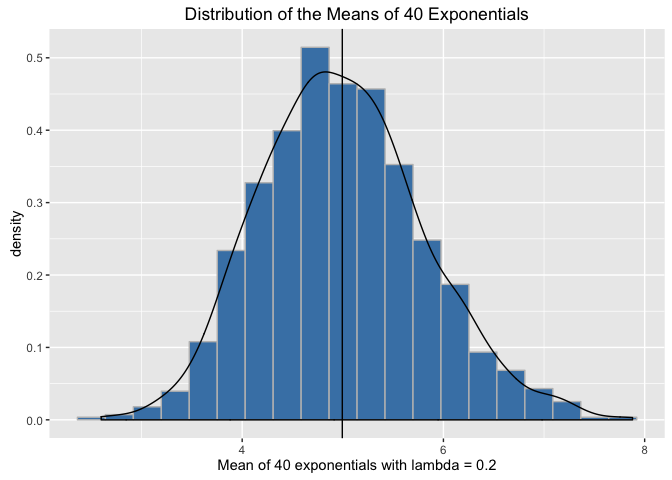 Distribution of the Means of 40 Exponentials
0.5
0.4
0.3
0.2
0.1
0.0
density
4 6 8
Mean of 40 exponentials with lambda = 0.2